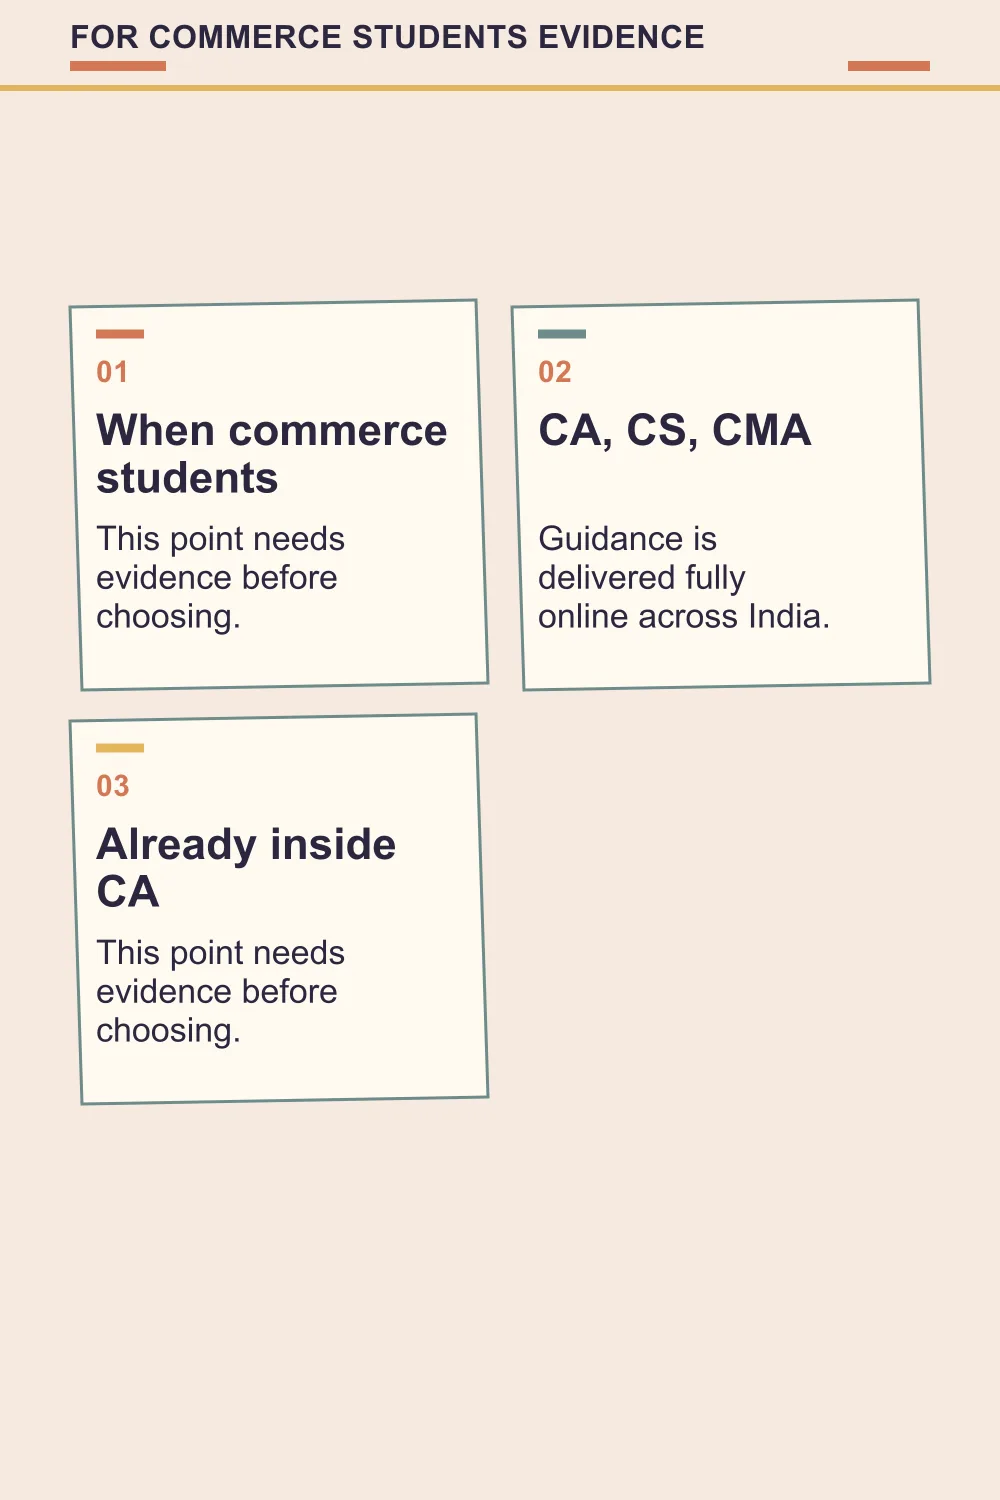 FOR COMMERCE STUDENTS EVIDENCE
01
When commerce
students
This point needs
evidence before
choosing.
02
CA, CS, CMA
Guidance is
delivered fully
online across India.
03
Already inside
CA
This point needs
evidence before
choosing.